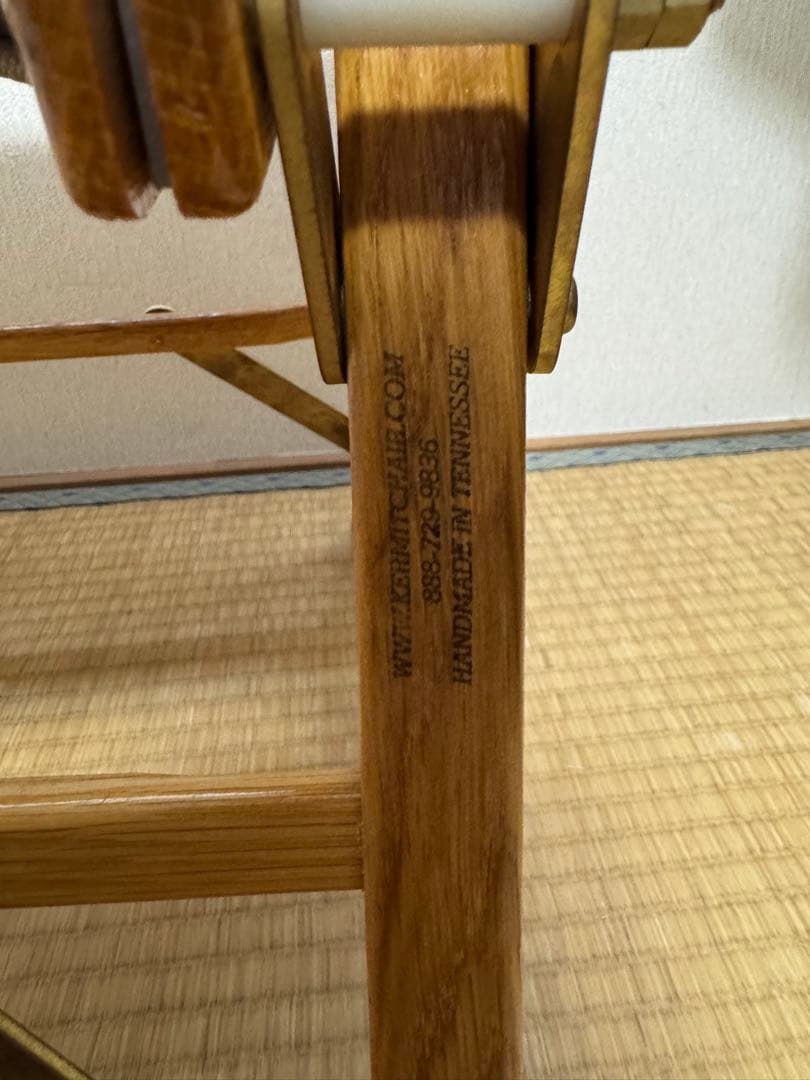 WWW.KERMITCHAIR.COM
888-729-9836
HANDMADE IN TENNESSEE